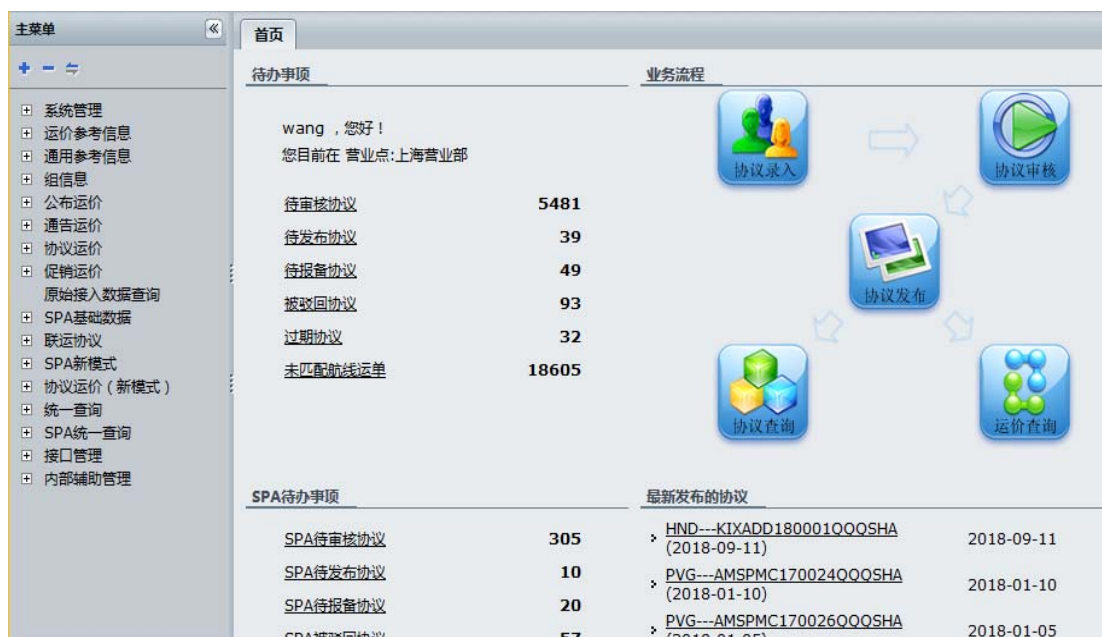 主菜单
首页
系统管理
运价参考信息
通用参考信息
组信息
公布运价
通告运价
协议运价
促销运价
原始接入数据查询
SPA基础数据
联运协议
SPA新模式
协议运价（新模式）
统一查询
SPA统一查询
接口管理
内部辅助管理
待办事项
wang ，您好！
您目前在 营业点:上海营业部
待审核协议 5481
待发布协议 39
待报备协议 49
被驳回协议 93
过期协议 32
未匹配航线运单 18605
业务流程
协议录入
协议审核
协议发布
协议查询
运价查询
SPA待办事项
SPA待审核协议 305
SPA待发布协议 10
SPA待报备协议 20
SPA被驳回协议 57
最新发布的协议
HND---KIXADD180001QQQSHA 2018-09-11
(2018-09-11)
PVG---AMSPMC170024QQQSHA 2018-01-10
(2018-01-10)
PVG---AMSPMC170026QQQSHA 2018-01-05
(2018-01-05)